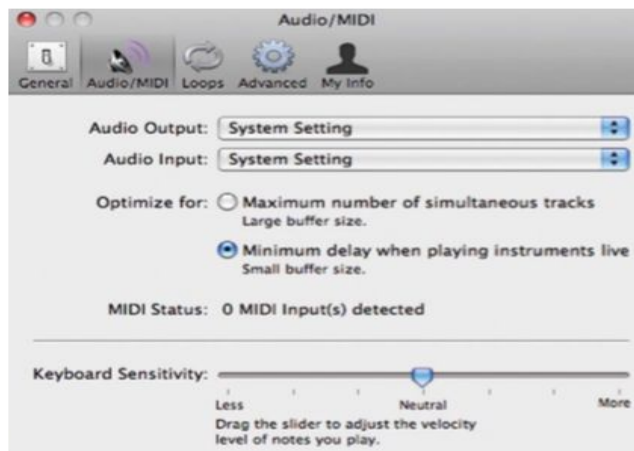 Audio/MIDI
General Audio/MIDI Loops Advanced My Info
Audio Output: System Setting
Audio Input: System Setting
Optimize for: Maximum number of simultaneous tracks
Large buffer size.
Minimum delay when playing instruments live
Small buffer size.
MIDI Status: 0 MIDI Input(s) detected
Keyboard Sensitivity:
Less Neutral More
Drag the slider to adjust the velocity
level of notes you play.